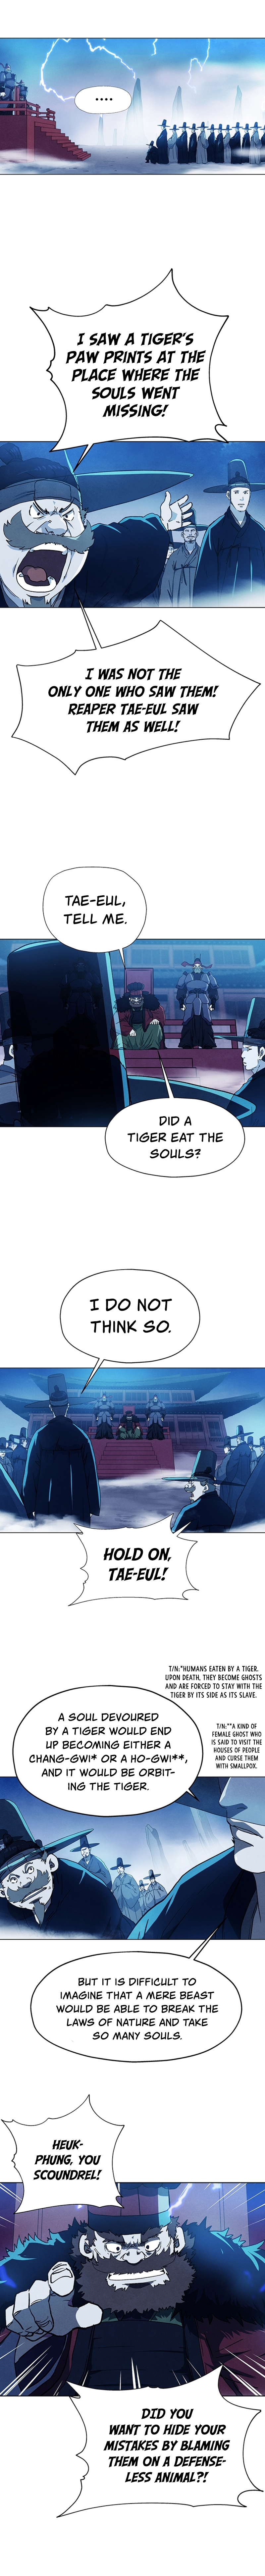 ....
I SAW A TIGER'S
PAW PRINTS AT THE
PLACE WHERE THE
SOULS WENT
MISSING!
I WAS NOT THE
ONLY ONE WHO SAW THEM!
REAPER TAE-EUL SAW
THEM AS WELL!
TAE-EUL,
TELL ME.
DID A
TIGER EAT THE
SOULS?
I DO NOT
THINK SO.
HOLD ON,
TAE-EUL!
T/N:*HUMANS EATEN BY A TIGER.
UPON DEATH, THEY BECOME GHOSTS
AND ARE FORCED TO STAY WITH THE
TIGER BY ITS SIDE AS ITS SLAVE.
T/N:**A KIND OF
FEMALE GHOST WHO
IS SAID TO VISIT THE
HOUSES OF PEOPLE
AND CURSE THEM
WITH SMALLPOX.
A SOUL DEVOURED
BY A TIGER WOULD END
UP BECOMING EITHER A
CHANG-GWI* OR A HO-GWI**,
AND IT WOULD BE ORBIT-
ING THE TIGER.
BUT IT IS DIFFICULT TO
IMAGINE THAT A MERE BEAST
WOULD BE ABLE TO BREAK THE
LAWS OF NATURE AND TAKE
SO MANY SOULS.
HEUK-
PHUNG, YOU
SCOUNDREL!
DID YOU
WANT TO HIDE YOUR
MISTAKES BY BLAMING
THEM ON A DEFENSE-
LESS ANIMAL?!